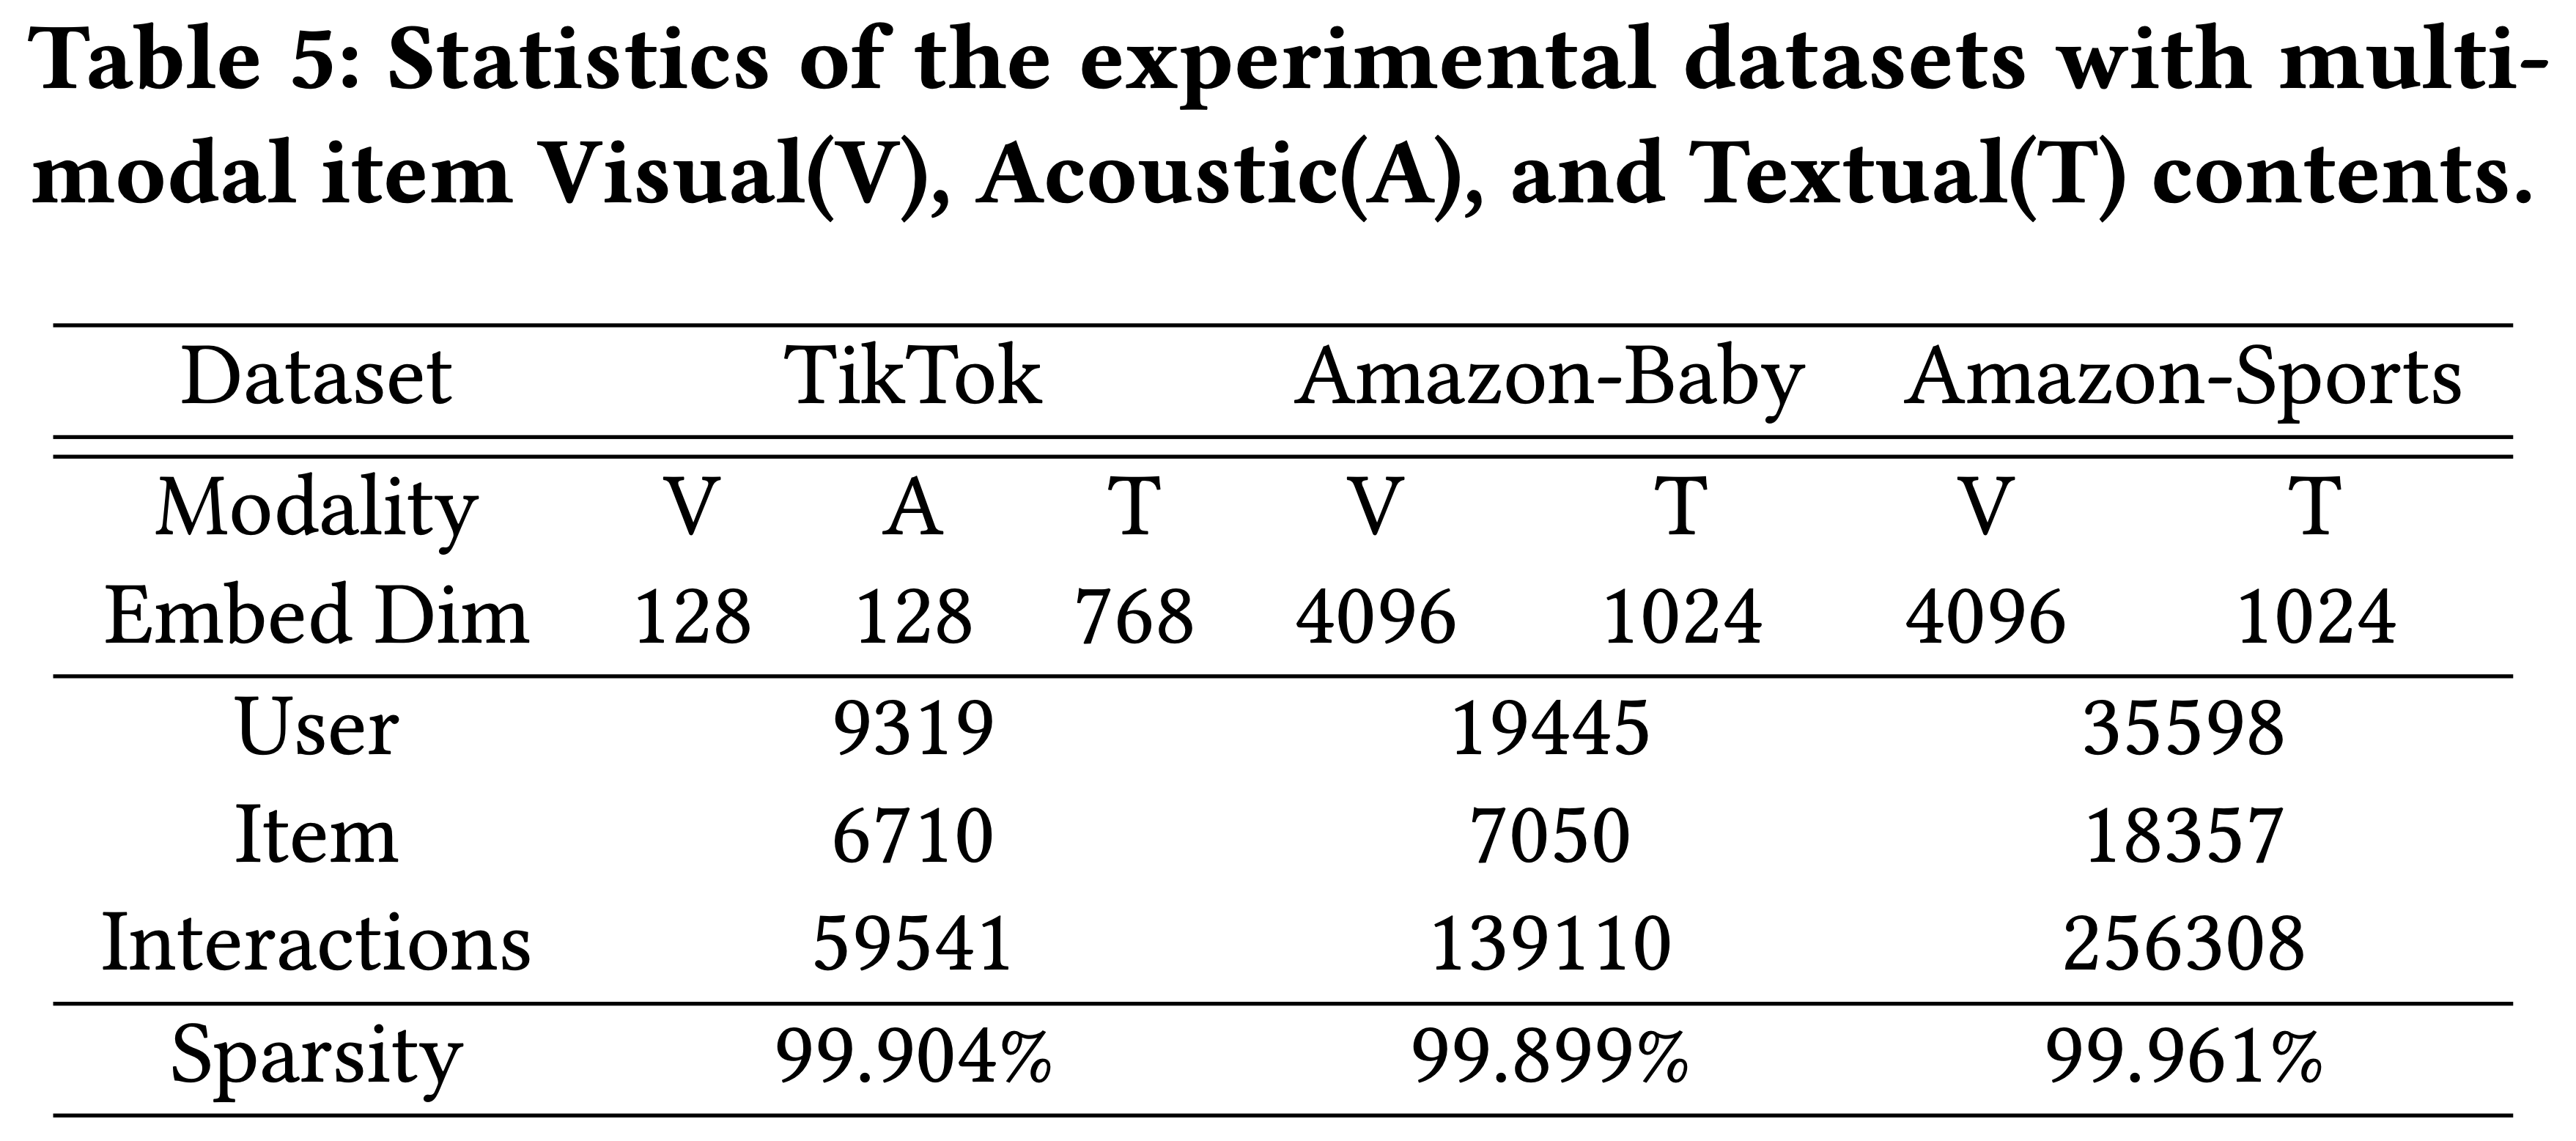 Table 5: Statistics of the experimental datasets with multi-
modal item Visual(V), Acoustic(A), and Textual(T) contents.
Dataset TikTok Amazon-Baby Amazon-Sports
Modality V A T V T V T
Embed Dim 128 128 768 4096 1024 4096 1024
User 9319 19445 35598
Item 6710 7050 18357
Interactions 59541 139110 256308
Sparsity 99.904% 99.899% 99.961%